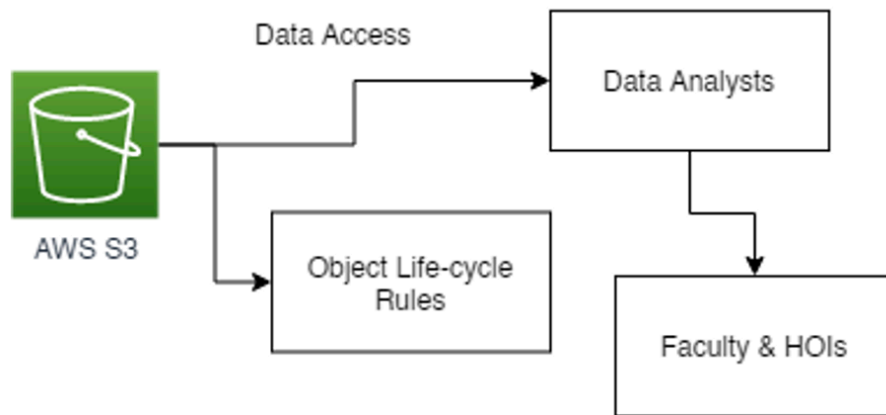 Data Access
Data Analysts
AWS S3
Object Life-cycle
Rules
Faculty & HOIs